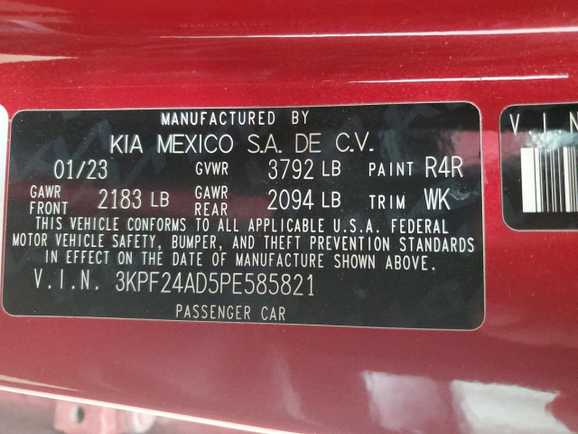 MANUFACTURED BY
KIA MEXICO S.A. DE C.V.
01/23 GVWR 3792 LB PAINT R4R
GAWR FRONT 2183 LB GAWR REAR 2094 LB TRIM WK
THIS VEHICLE CONFORMS TO ALL APPLICABLE U.S.A. FEDERAL
MOTOR VEHICLE SAFETY, BUMPER, AND THEFT PREVENTION STANDARDS
IN EFFECT ON THE DATE OF MANUFACTURE SHOWN ABOVE.
V.I.N. 3KPF24AD5PE585821
PASSENGER CAR
V I N